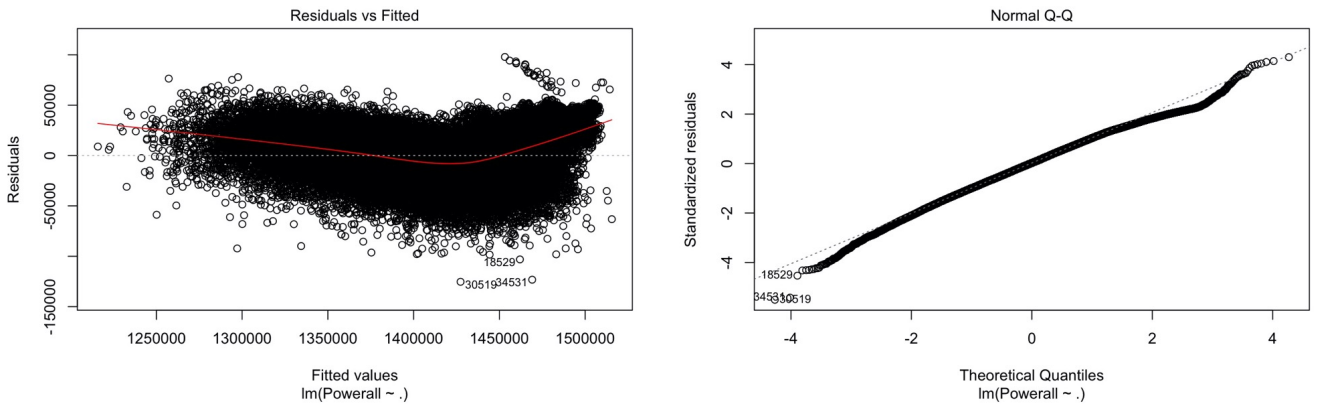 Residuals vs Fitted
Residuals
50000
0
-50000
-150000
18529
30519
34531
1250000 1300000 1350000 1400000 1450000 1500000
Fitted values
lm(Powerall ~ .)
Normal Q-Q
Standardized residuals
4
2
0
-2
-4
18529
34531
30519
-4 -2 0 2 4
Theoretical Quantiles
lm(Powerall ~ .)